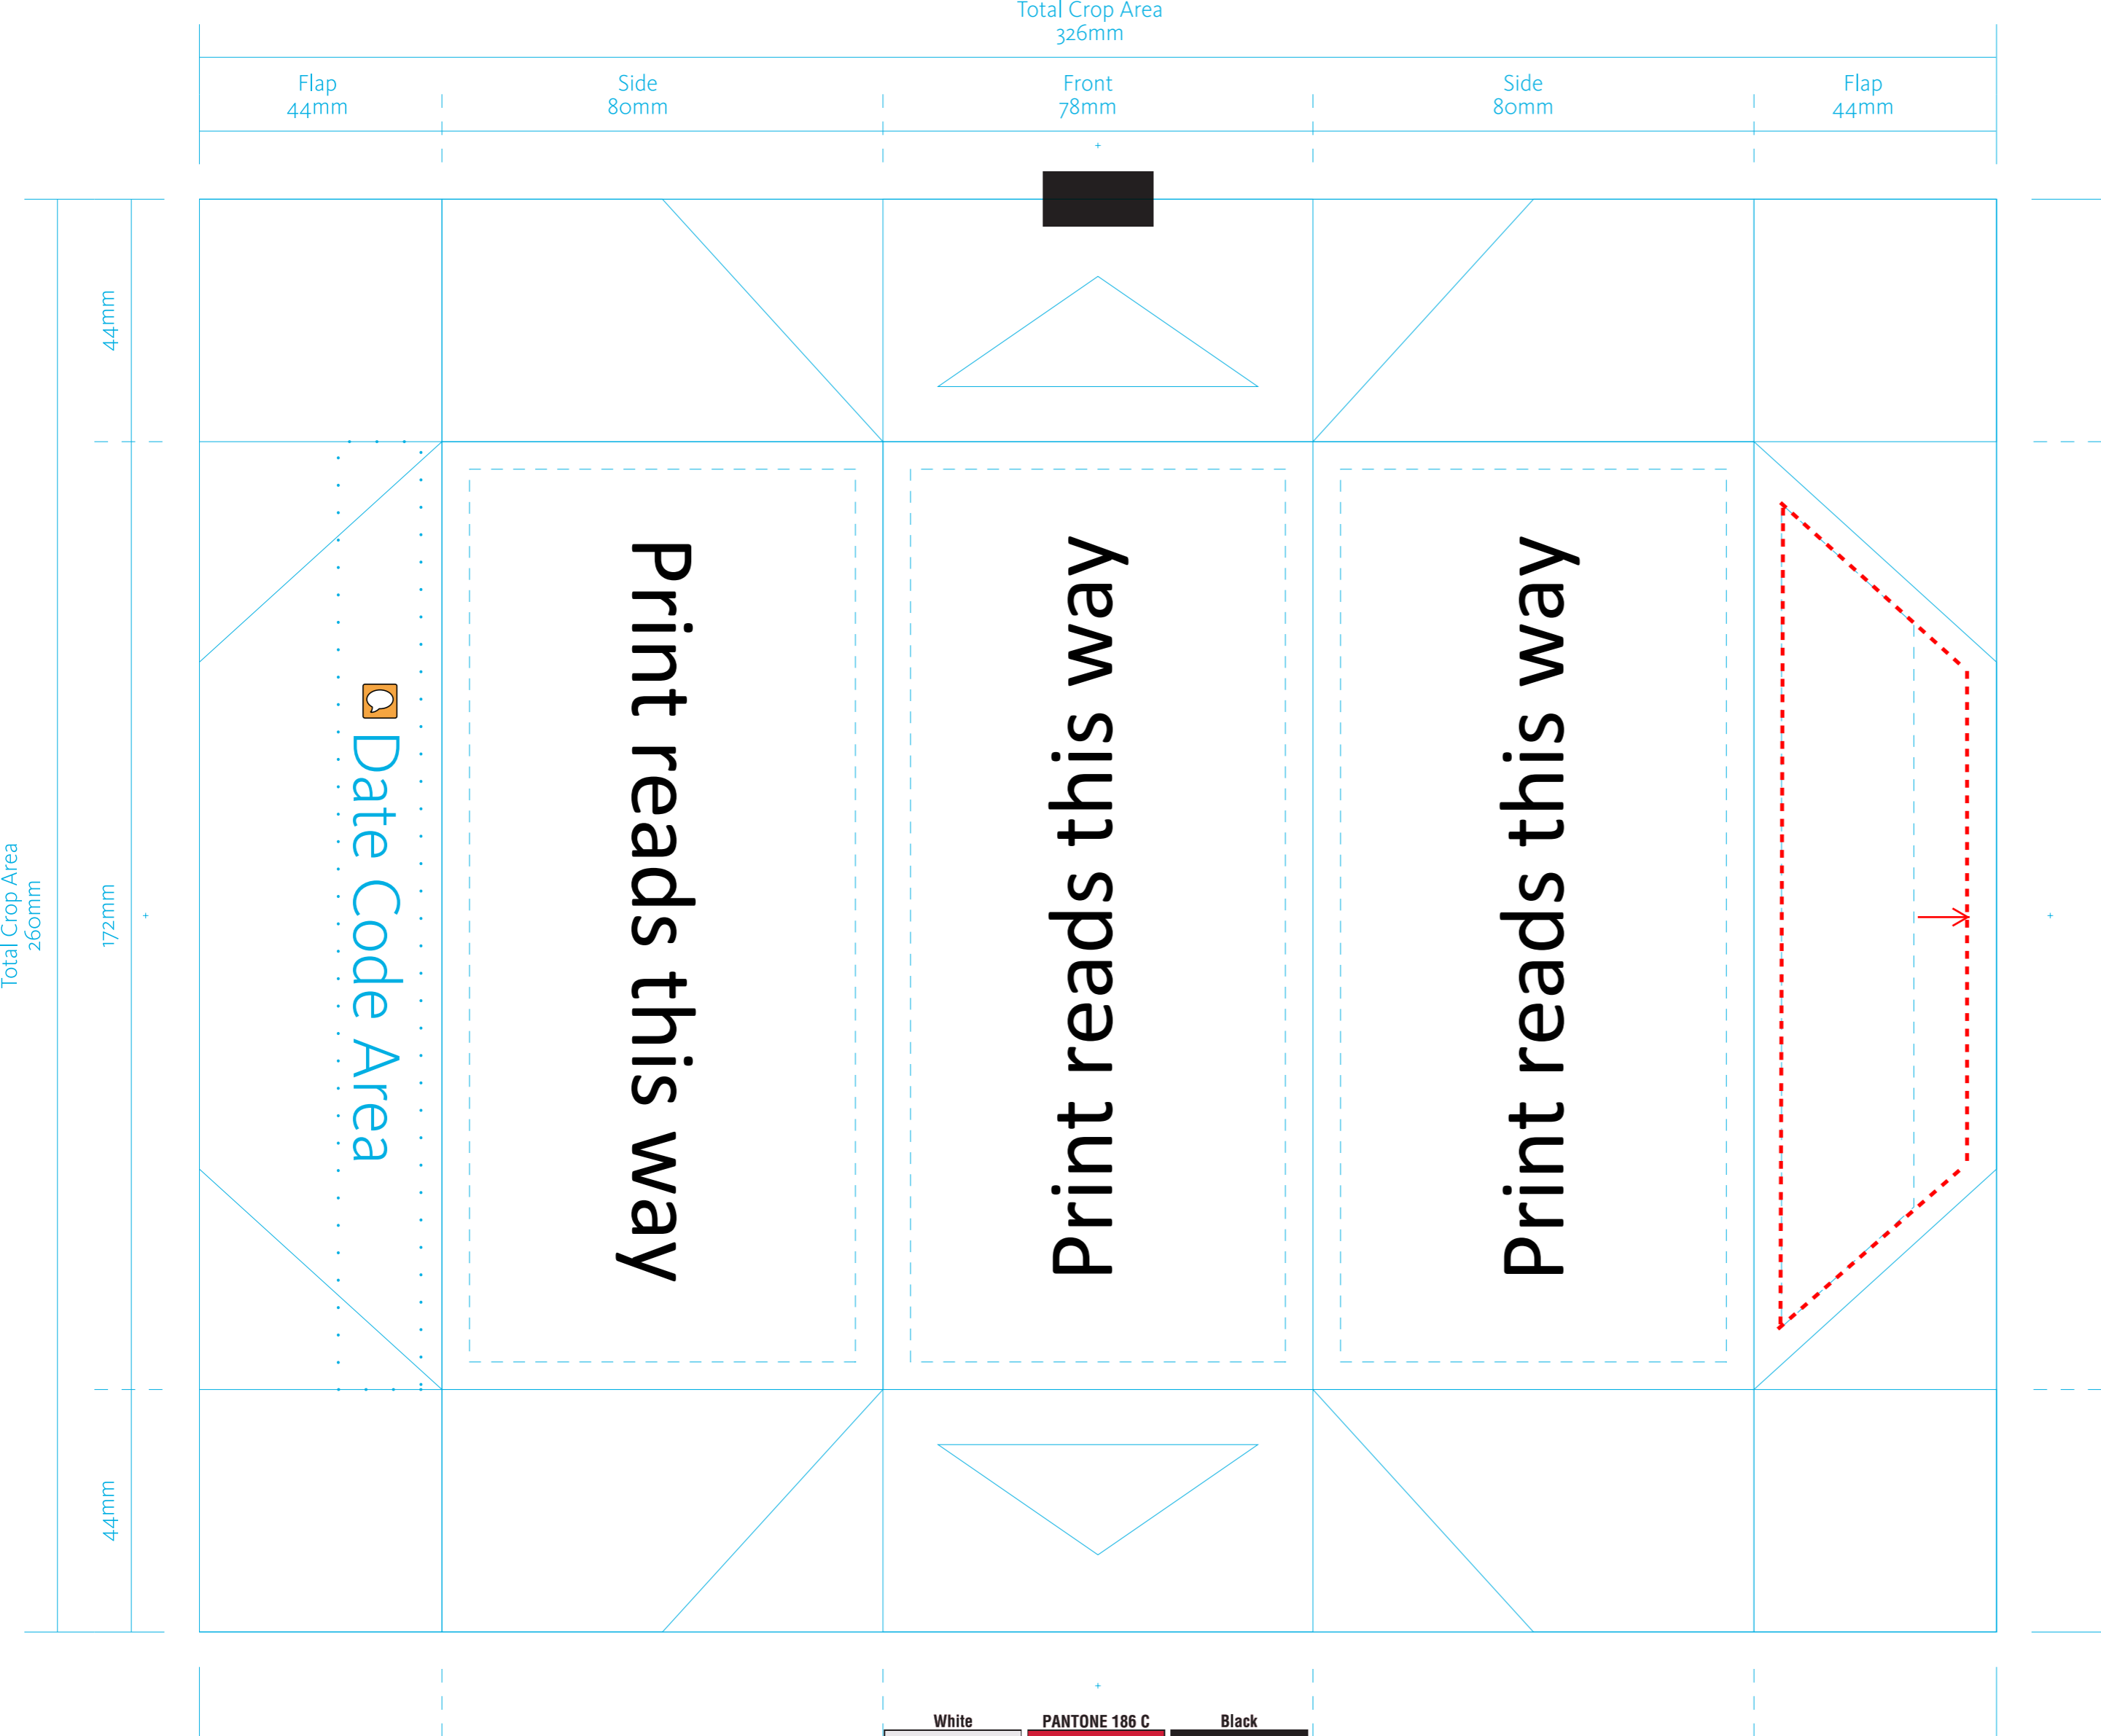 Total Crop Area
326mm
Flap
44mm
Side
80mm
Front
78mm
Side
80mm
Flap
44mm
44mm
Total Crop Area
260mm
172mm
44mm
Date Code Area
Print reads this way
Print reads this way
Print reads this way
White
PANTONE 186 C
Black